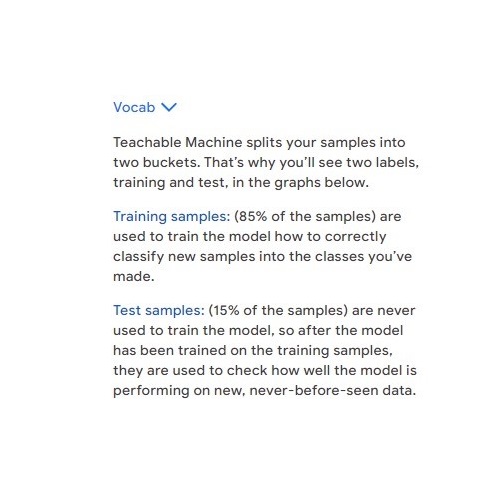 Vocab
Teachable Machine splits your samples into
two buckets. That's why you'll see two labels,
training and test, in the graphs below.
Training samples: (85% of the samples) are
used to train the model how to correctly
classify new samples into the classes you've
made.
Test samples: (15% of the samples) are never
used to train the model, so after the model
has been trained on the training samples,
they are used to check how well the model is
performing on new, never-before-seen data.